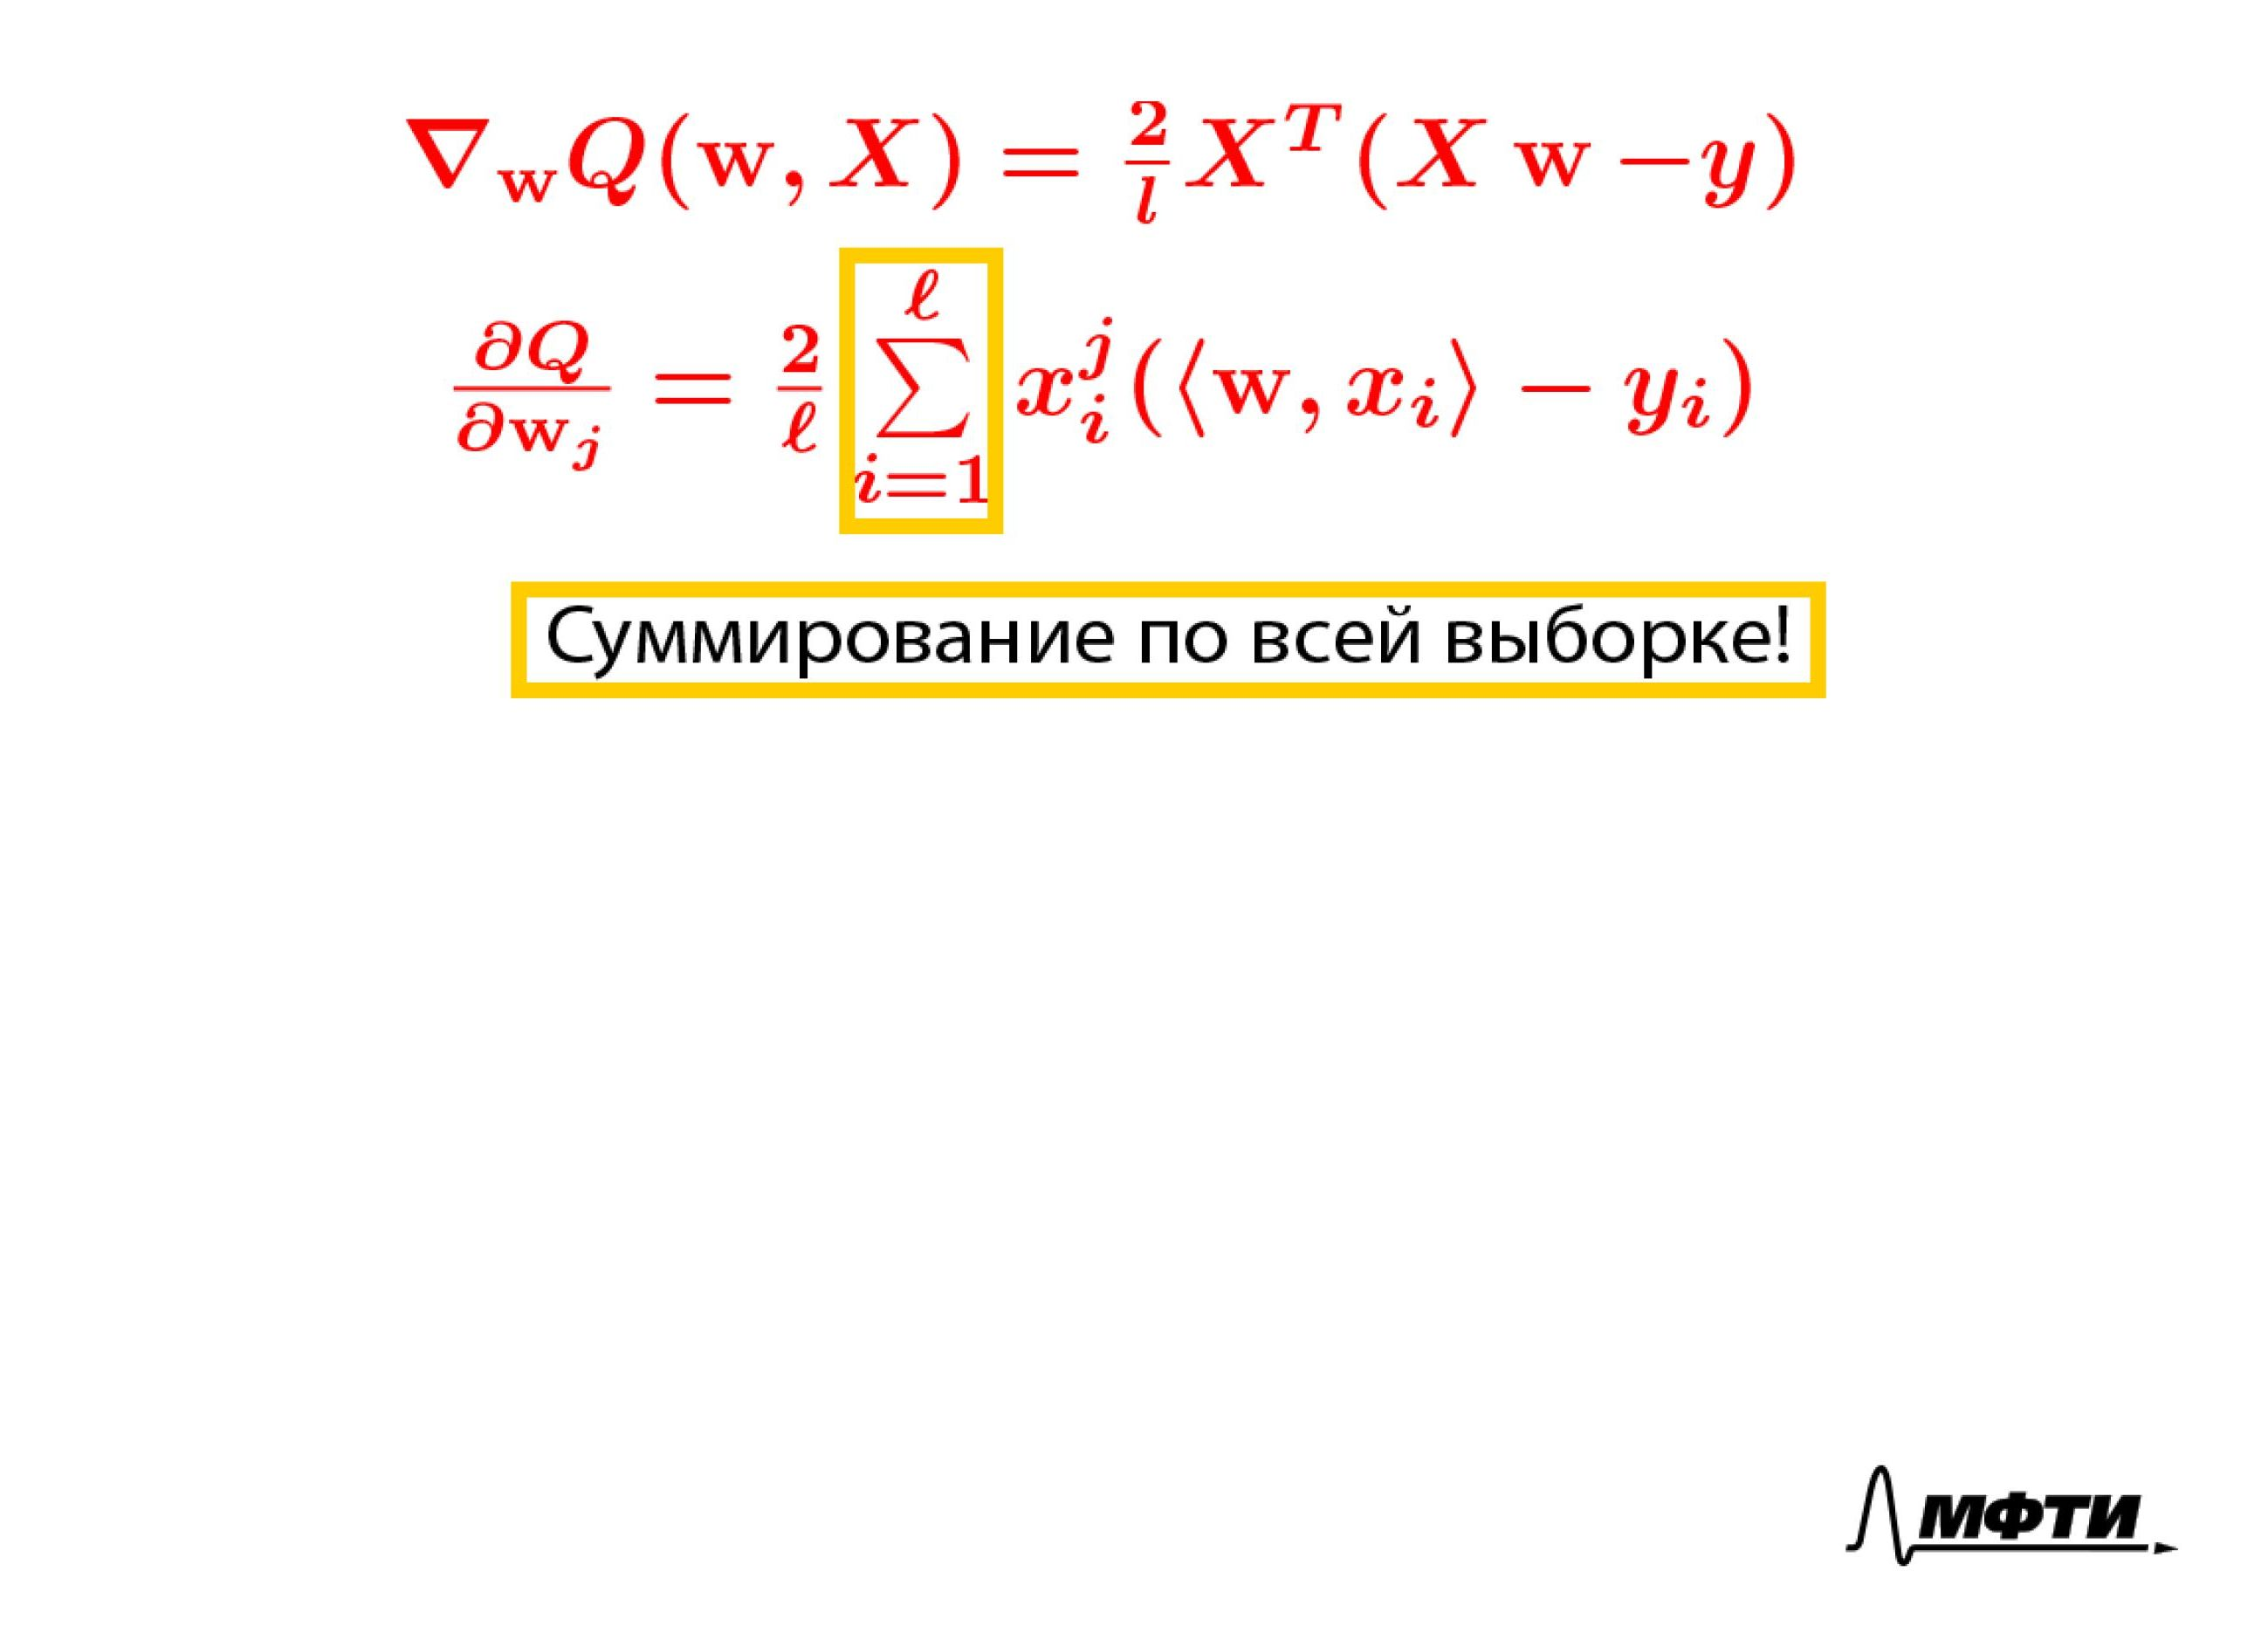 ∇_w Q(w, X) = 2/l X^T (X w − y)
∂Q/∂w_j = 2/ℓ ∑_{i=1}^{ℓ} x_i^j (⟨w, x_i⟩ − y_i)
Суммирование по всей выборке!
МФТИ